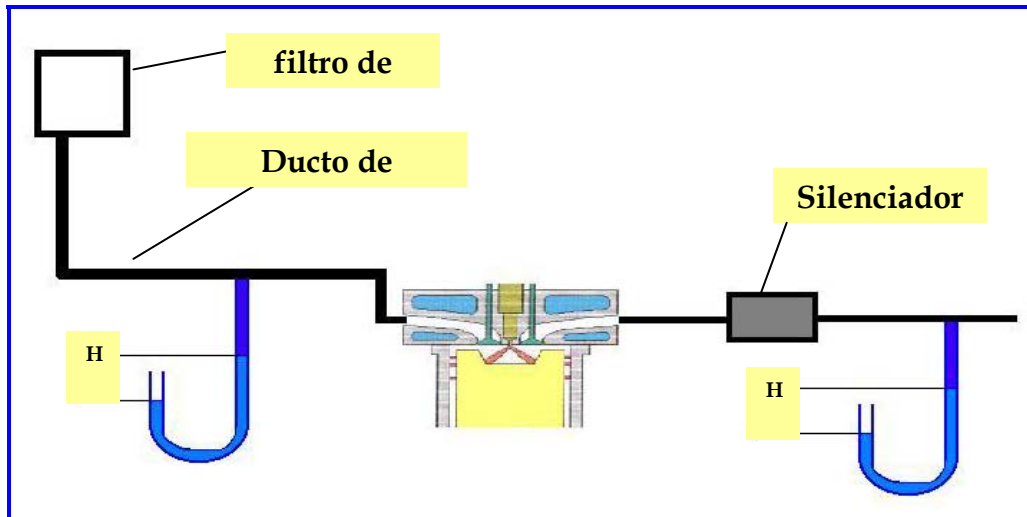 filtro de
Ducto de
Silenciador
H
H